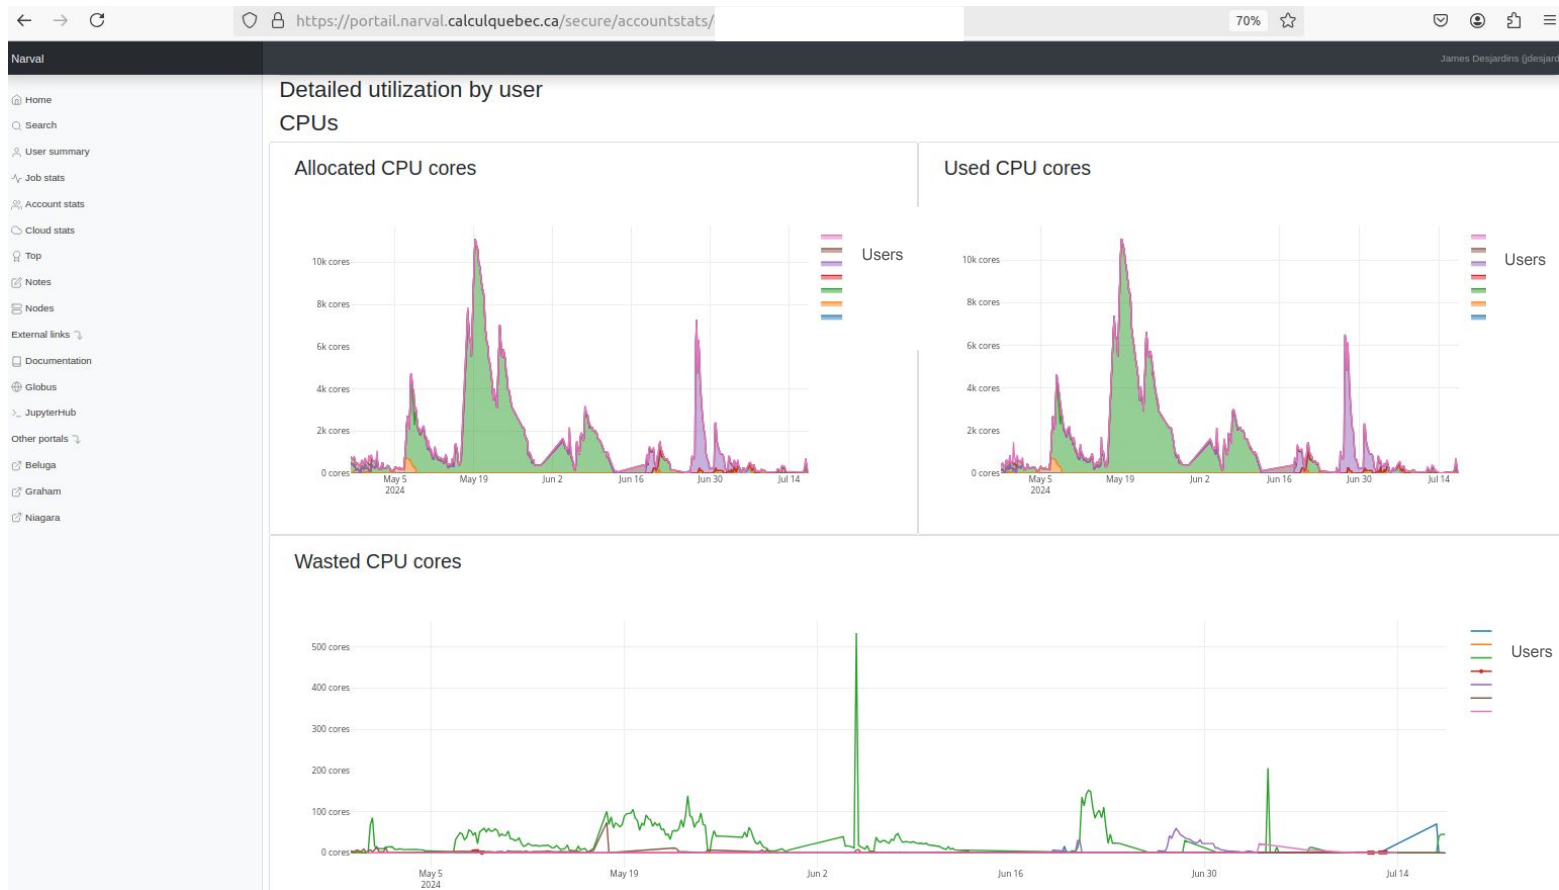 https://portail.narval.calculquebec.ca/secure/accountstats/
70%
Narval
James Desjardins (jdesjard
Home
Search
User summary
Job stats
Account stats
Cloud stats
Top
Notes
Nodes
External links
Documentation
Globus
JupyterHub
Other portals
Beluga
Graham
Niagara
Detailed utilization by user
CPUs
Allocated CPU cores
10k cores
8k cores
6k cores
4k cores
2k cores
0 cores
May 5
2024
May 19
Jun 2
Jun 16
Jun 30
Jul 14
Users
Used CPU cores
10k cores
8k cores
6k cores
4k cores
2k cores
0 cores
May 5
2024
May 19
Jun 2
Jun 16
Jun 30
Jul 14
Users
Wasted CPU cores
500 cores
400 cores
300 cores
200 cores
100 cores
0 cores
May 5
2024
May 19
Jun 2
Jun 16
Jun 30
Jul 14
Users